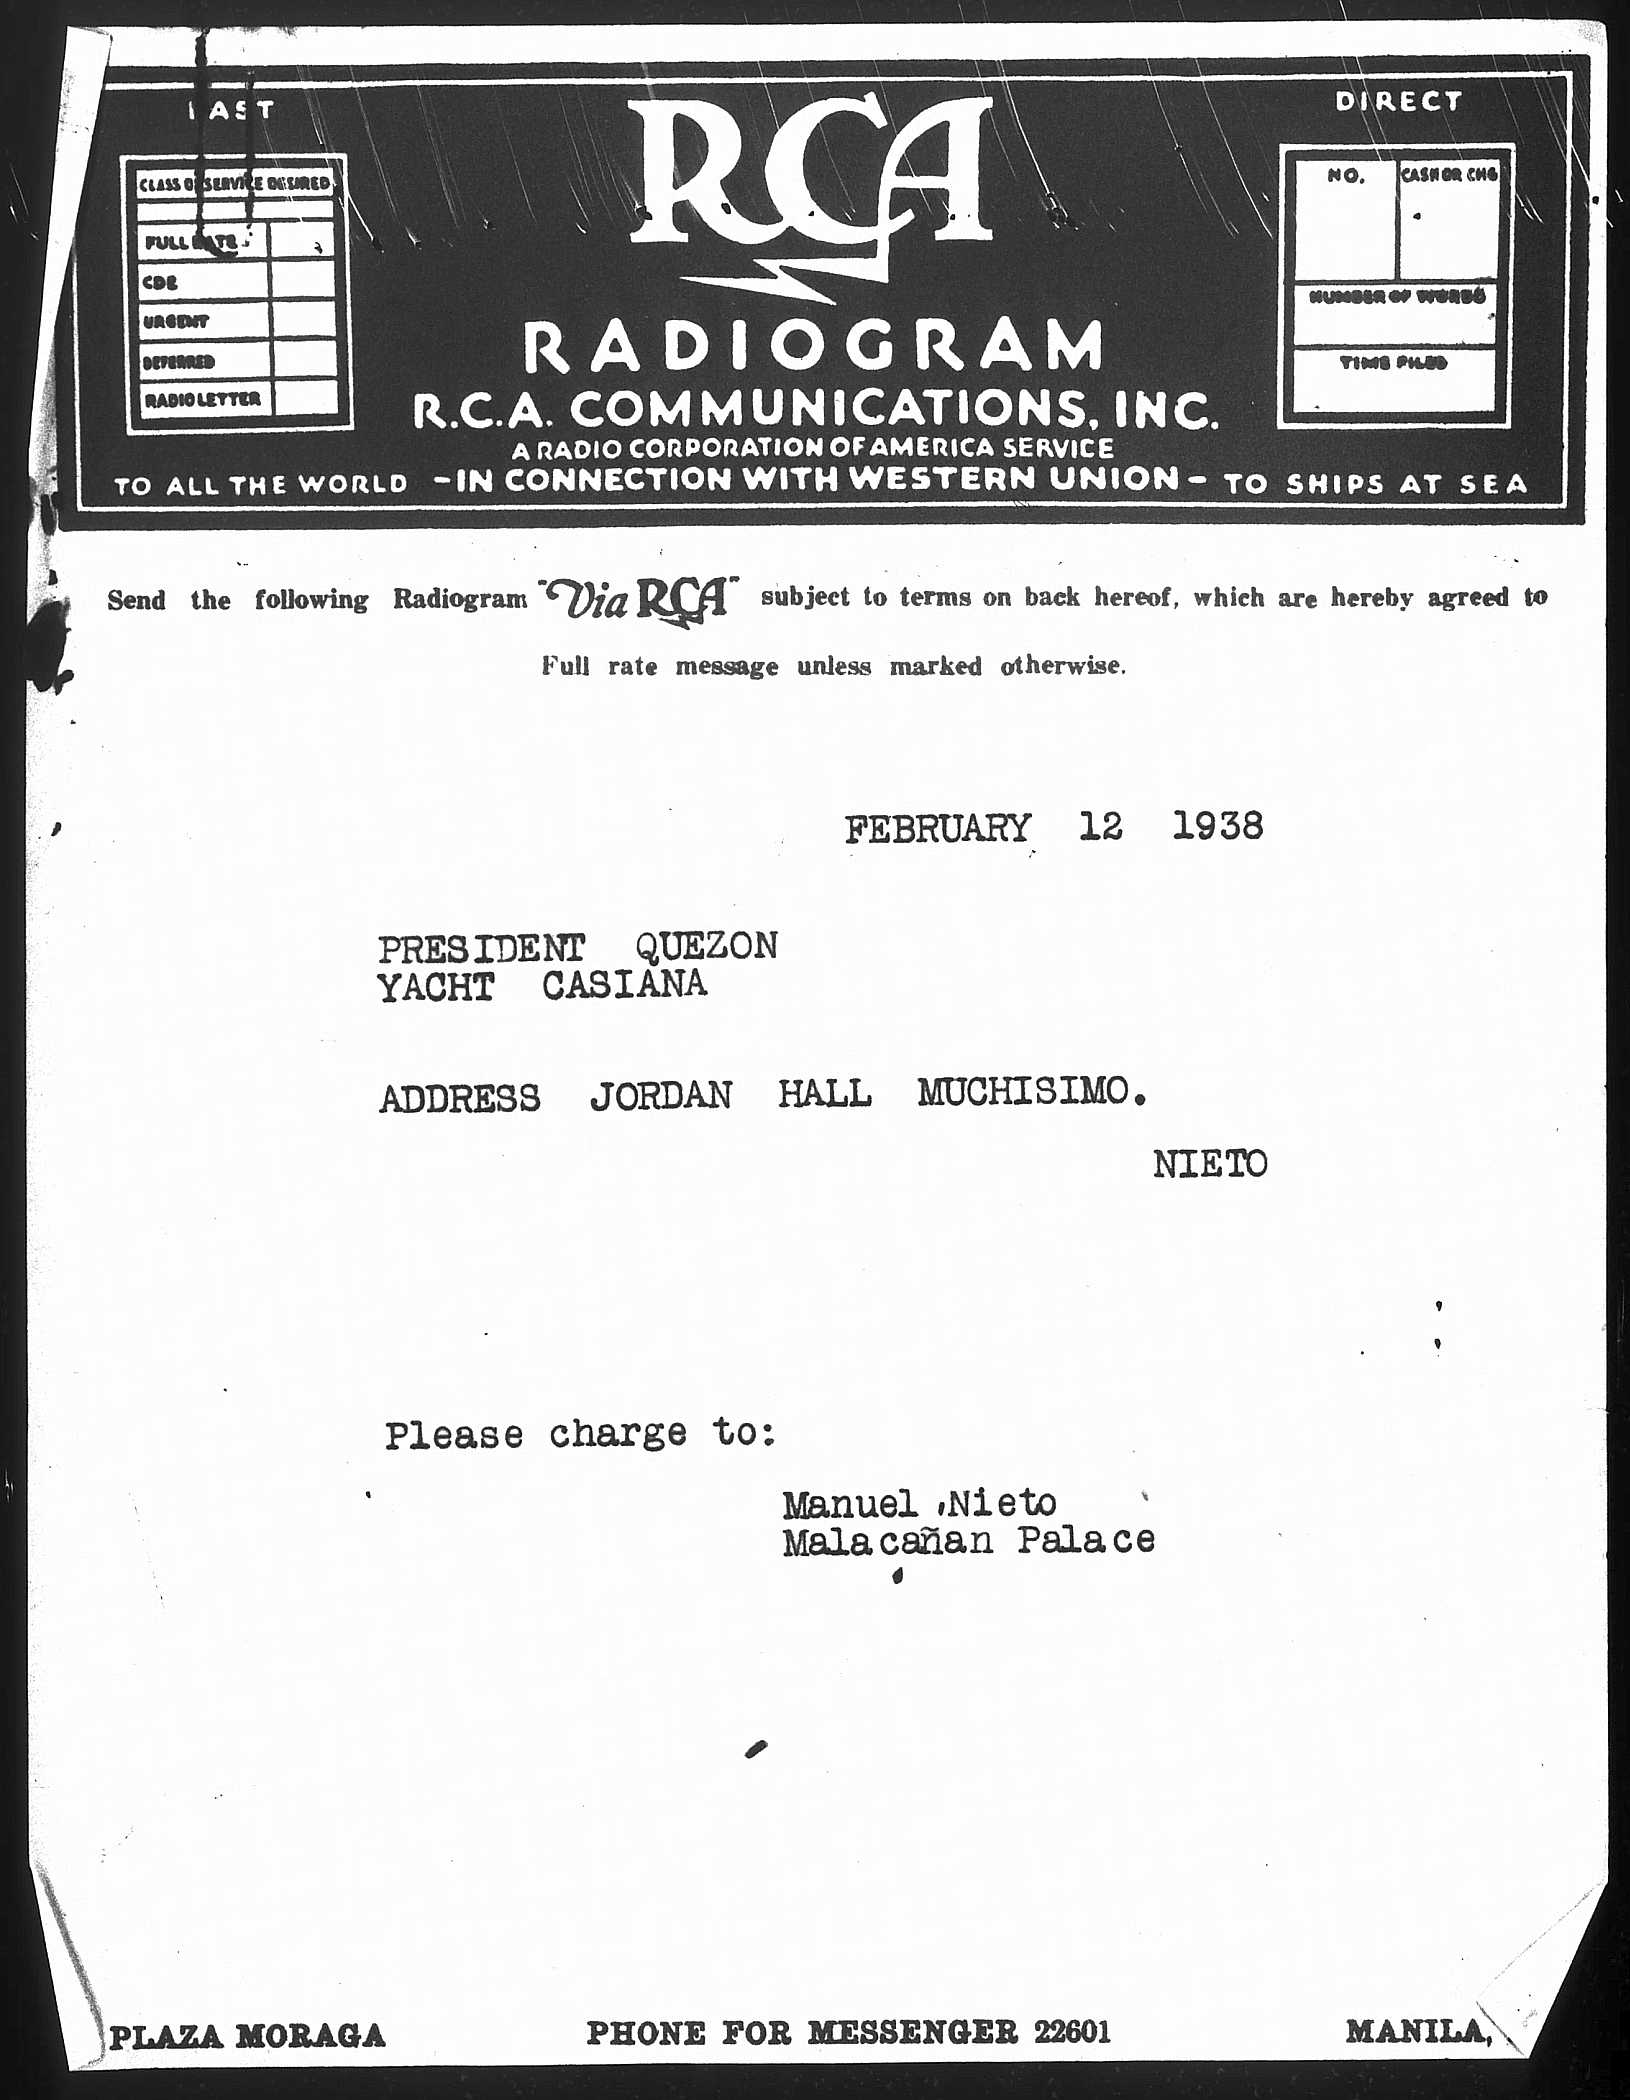 FAST
DIRECT
RCA
CLASS OF SERVICE DESIRED
FULL RATE
CDE
URGENT
DEFERRED
RADIOLETTER
NO.
CASH OR CHG
NUMBER OF WORDS
TIME FILED
RADIOGRAM
R.C.A. COMMUNICATIONS, INC.
A RADIO CORPORATION OF AMERICA SERVICE
TO ALL THE WORLD -IN CONNECTION WITH WESTERN UNION- TO SHIPS AT SEA
Send the following Radiogram "Via RCA" subject to terms on back hereof, which are hereby agreed to
Full rate message unless marked otherwise.
FEBRUARY 12 1938
PRESIDENT QUEZON
YACHT CASIANA
ADDRESS JORDAN HALL MUCHISIMO.
NIETO
Please charge to:
Manuel Nieto
Malacañan Palace
PLAZA MORAGA PHONE FOR MESSENGER 22601 MANILA,